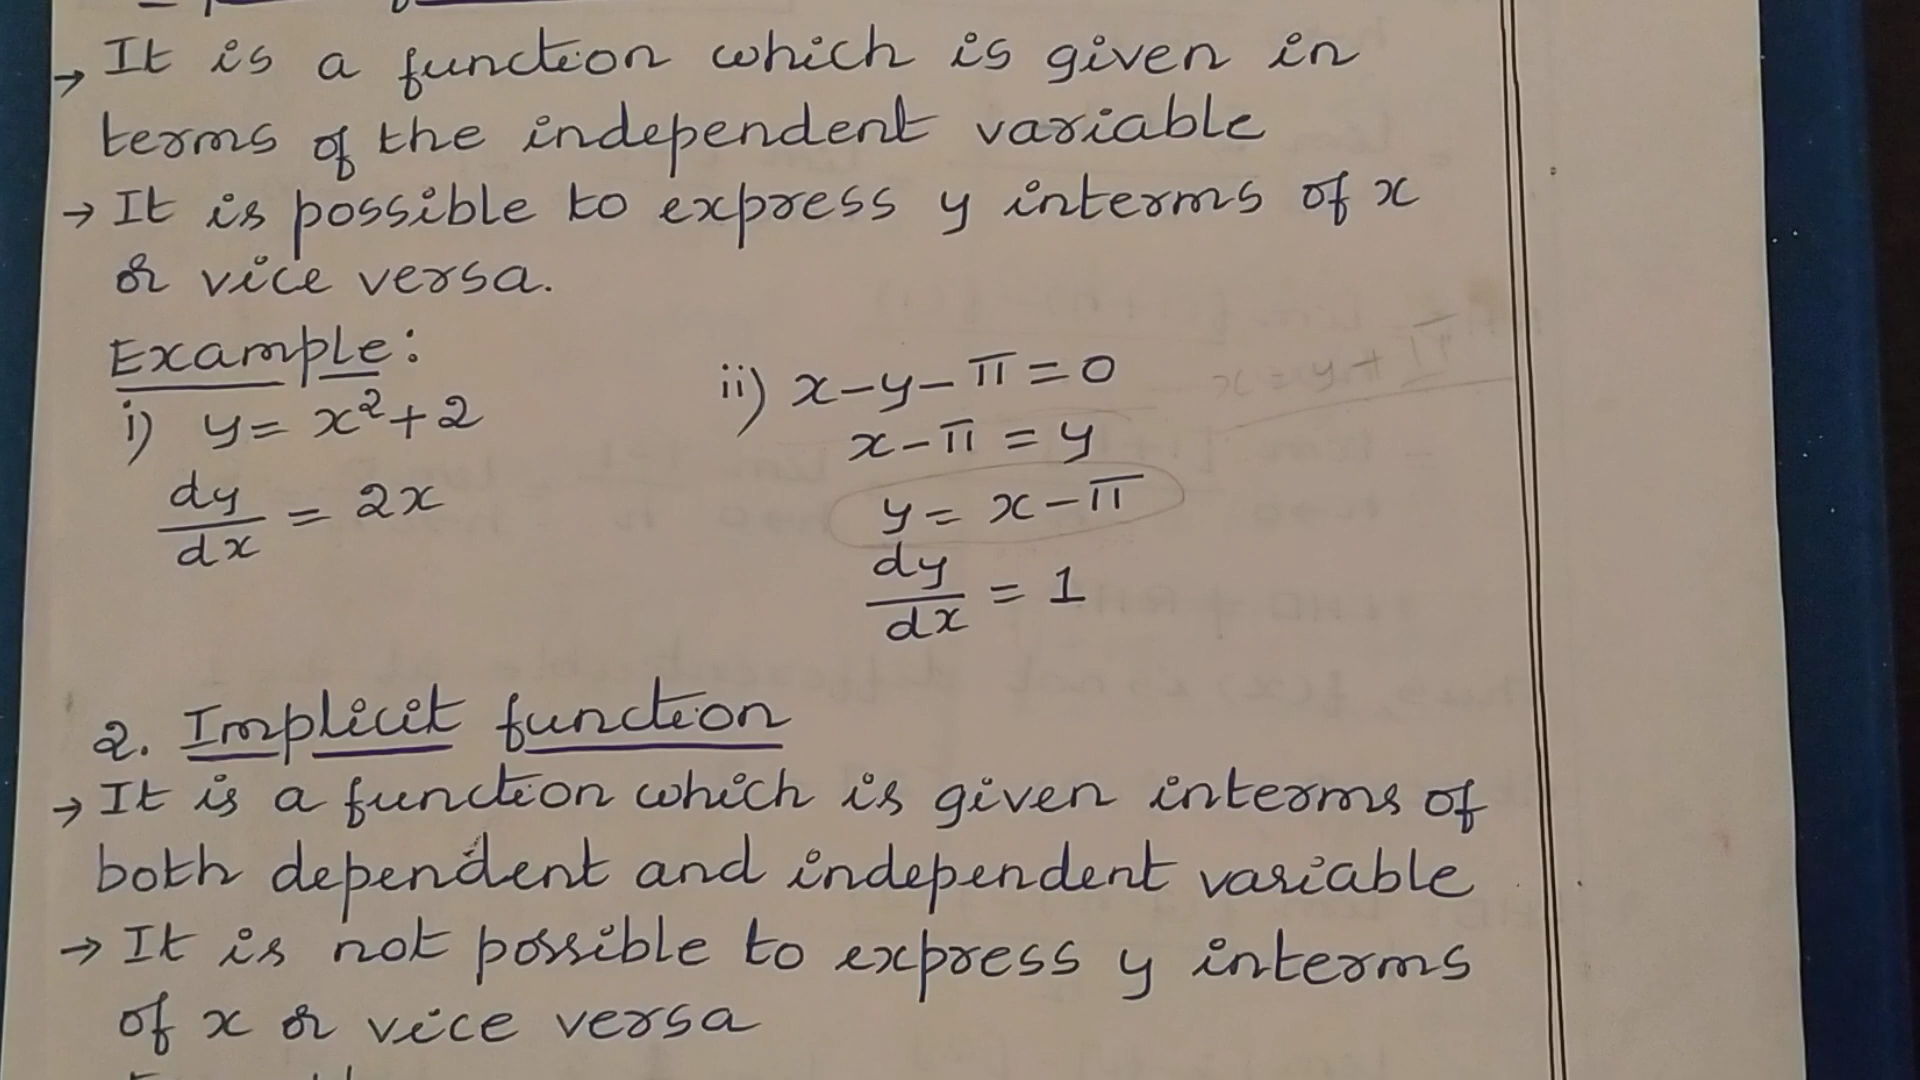 → It is a function which is given in
terms of the independent variable
→ It is possible to express y interms of x
or vice versa.
Example:
i) y = x²+2
dy/dx = 2x
ii) x-y-π=0
x-π = y
y = x-π
dy/dx = 1
2. Implicit function
→ It is a function which is given interms of
both dependent and independent variable
→ It is not possible to express y interms
of x or vice versa